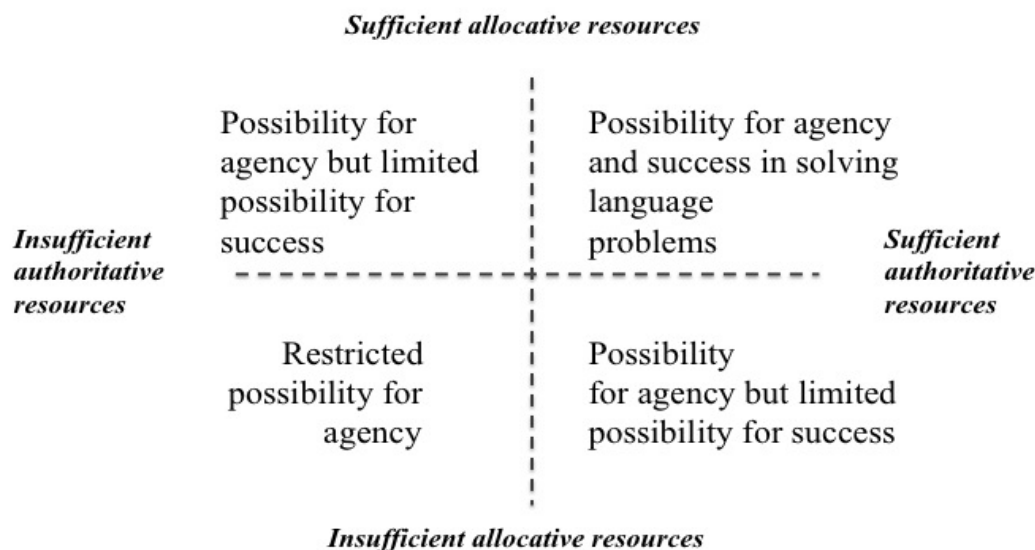 Sufficient allocative resources
Possibility for
agency but limited
possibility for
success
Possibility for agency
and success in solving
language
problems
Insufficient
authoritative
resources
Sufficient
authoritative
resources
Restricted
possibility for
agency
Possibility
for agency but limited
possibility for success
Insufficient allocative resources